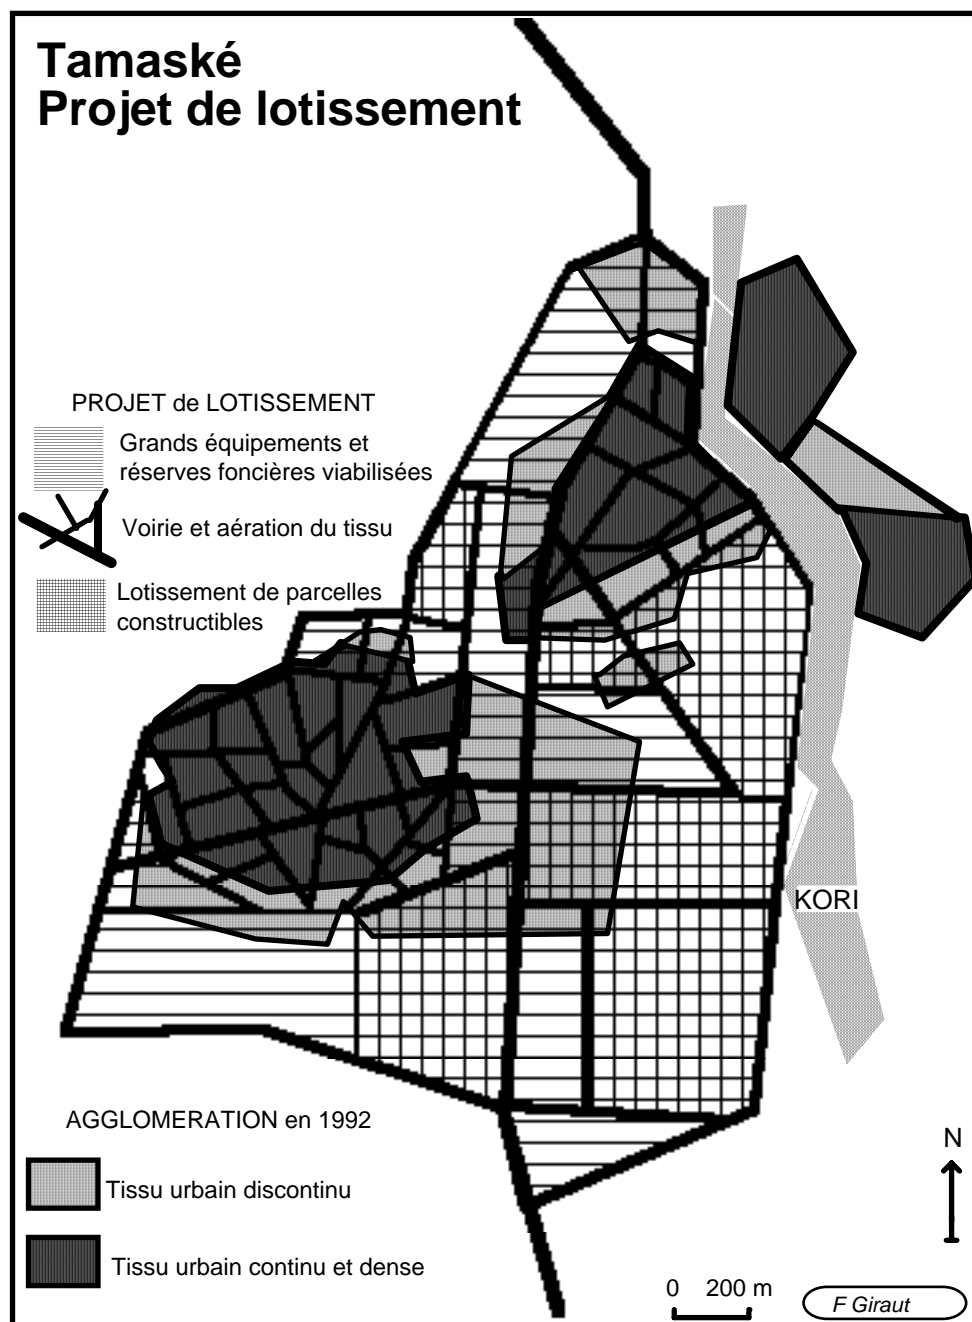 Tamaské
Projet de lotissement
PROJET de LOTISSEMENT
Grands équipements et
réserves foncières viabilisées
Voirie et aération du tissu
Lotissement de parcelles
constructibles
KORI
AGGLOMERATION en 1992
Tissu urbain discontinu
Tissu urbain continu et dense
N
0 200 m
F Giraut